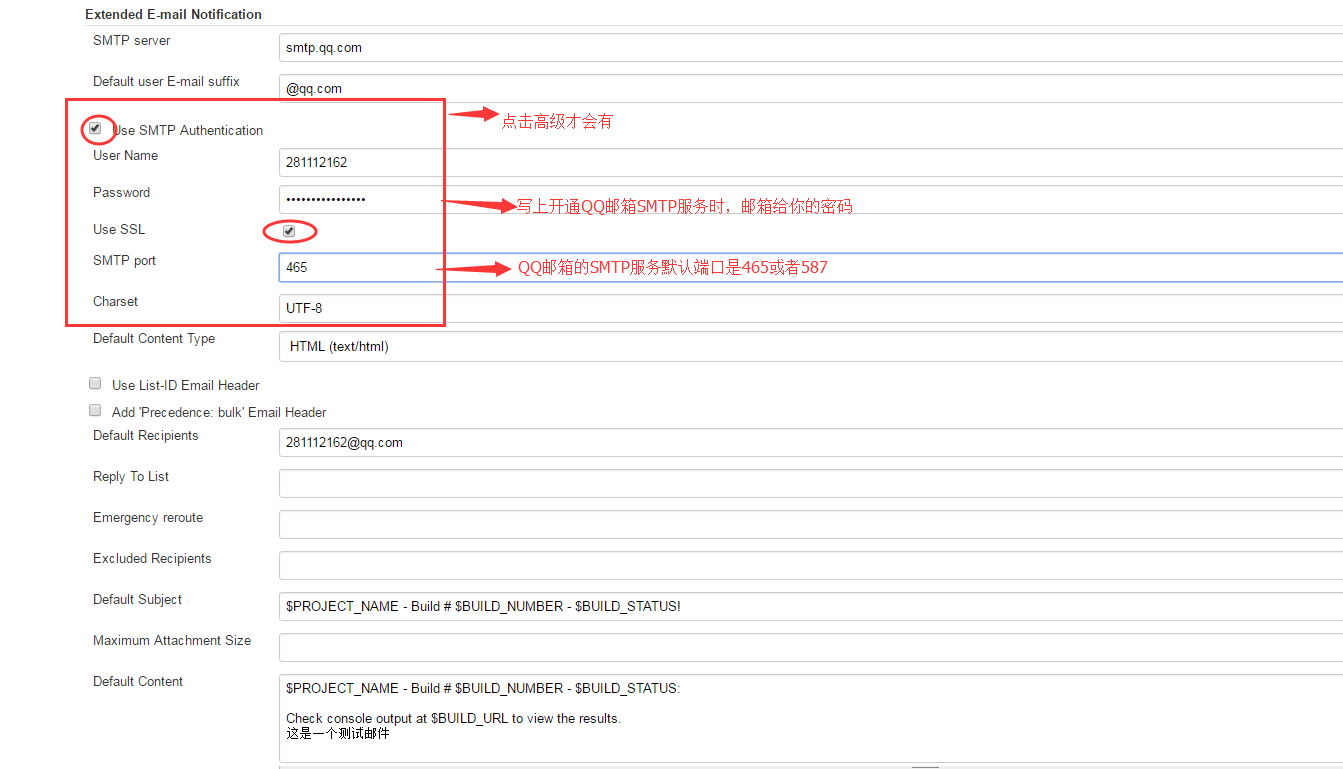 Extended E-mail Notification
SMTP server
smtp.qq.com
Default user E-mail suffix
@qq.com
点击高级才会有
Use SMTP Authentication
User Name
281112162
Password
••••••••••••••••
写上开通QQ邮箱SMTP服务时，邮箱给你的密码
Use SSL
SMTP port
465
QQ邮箱的SMTP服务默认端口是465或者587
Charset
UTF-8
Default Content Type
HTML (text/html)
Use List-ID Email Header
Add 'Precedence: bulk' Email Header
Default Recipients
281112162@qq.com
Reply To List
Emergency reroute
Excluded Recipients
Default Subject
$PROJECT_NAME - Build # $BUILD_NUMBER - $BUILD_STATUS!
Maximum Attachment Size
Default Content
$PROJECT_NAME - Build # $BUILD_NUMBER - $BUILD_STATUS:
Check console output at $BUILD_URL to view the results.
这是一个测试邮件